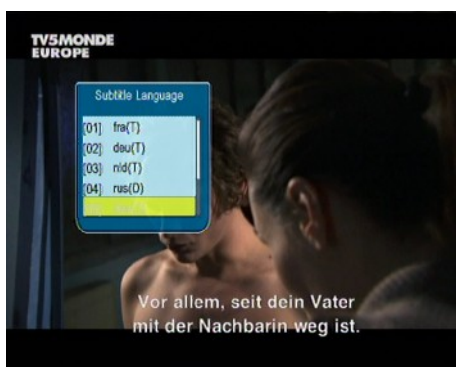 TV5MONDE
EUROPE
Subtitle Language
[01] fra(T)
[02] deu(T)
[03] nld(T)
[04] rus(D)
Vor allem, seit dein Vater
mit der Nachbarin weg ist.